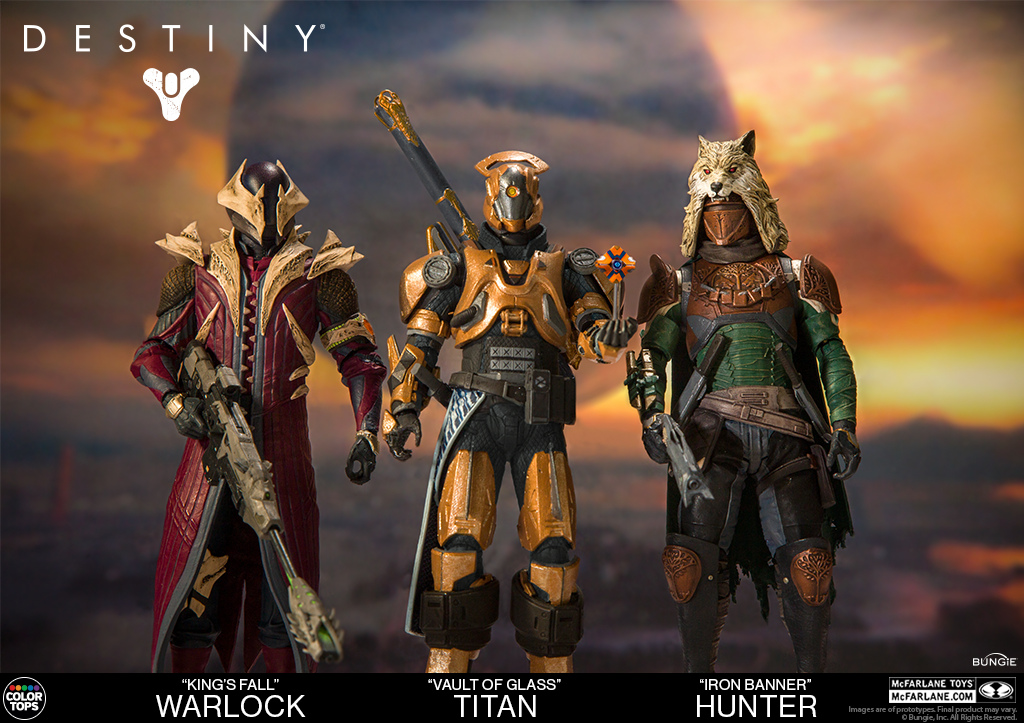 DESTINY®
"KING'S FALL"
WARLOCK
"VAULT OF GLASS"
TITAN
"IRON BANNER"
HUNTER
COLOR
TOPS
BUNGIE
McFARLANE TOYS
McFARLANE.COM
Images are of prototypes. Final product may vary.
© Bungie, Inc. All Rights Reserved.